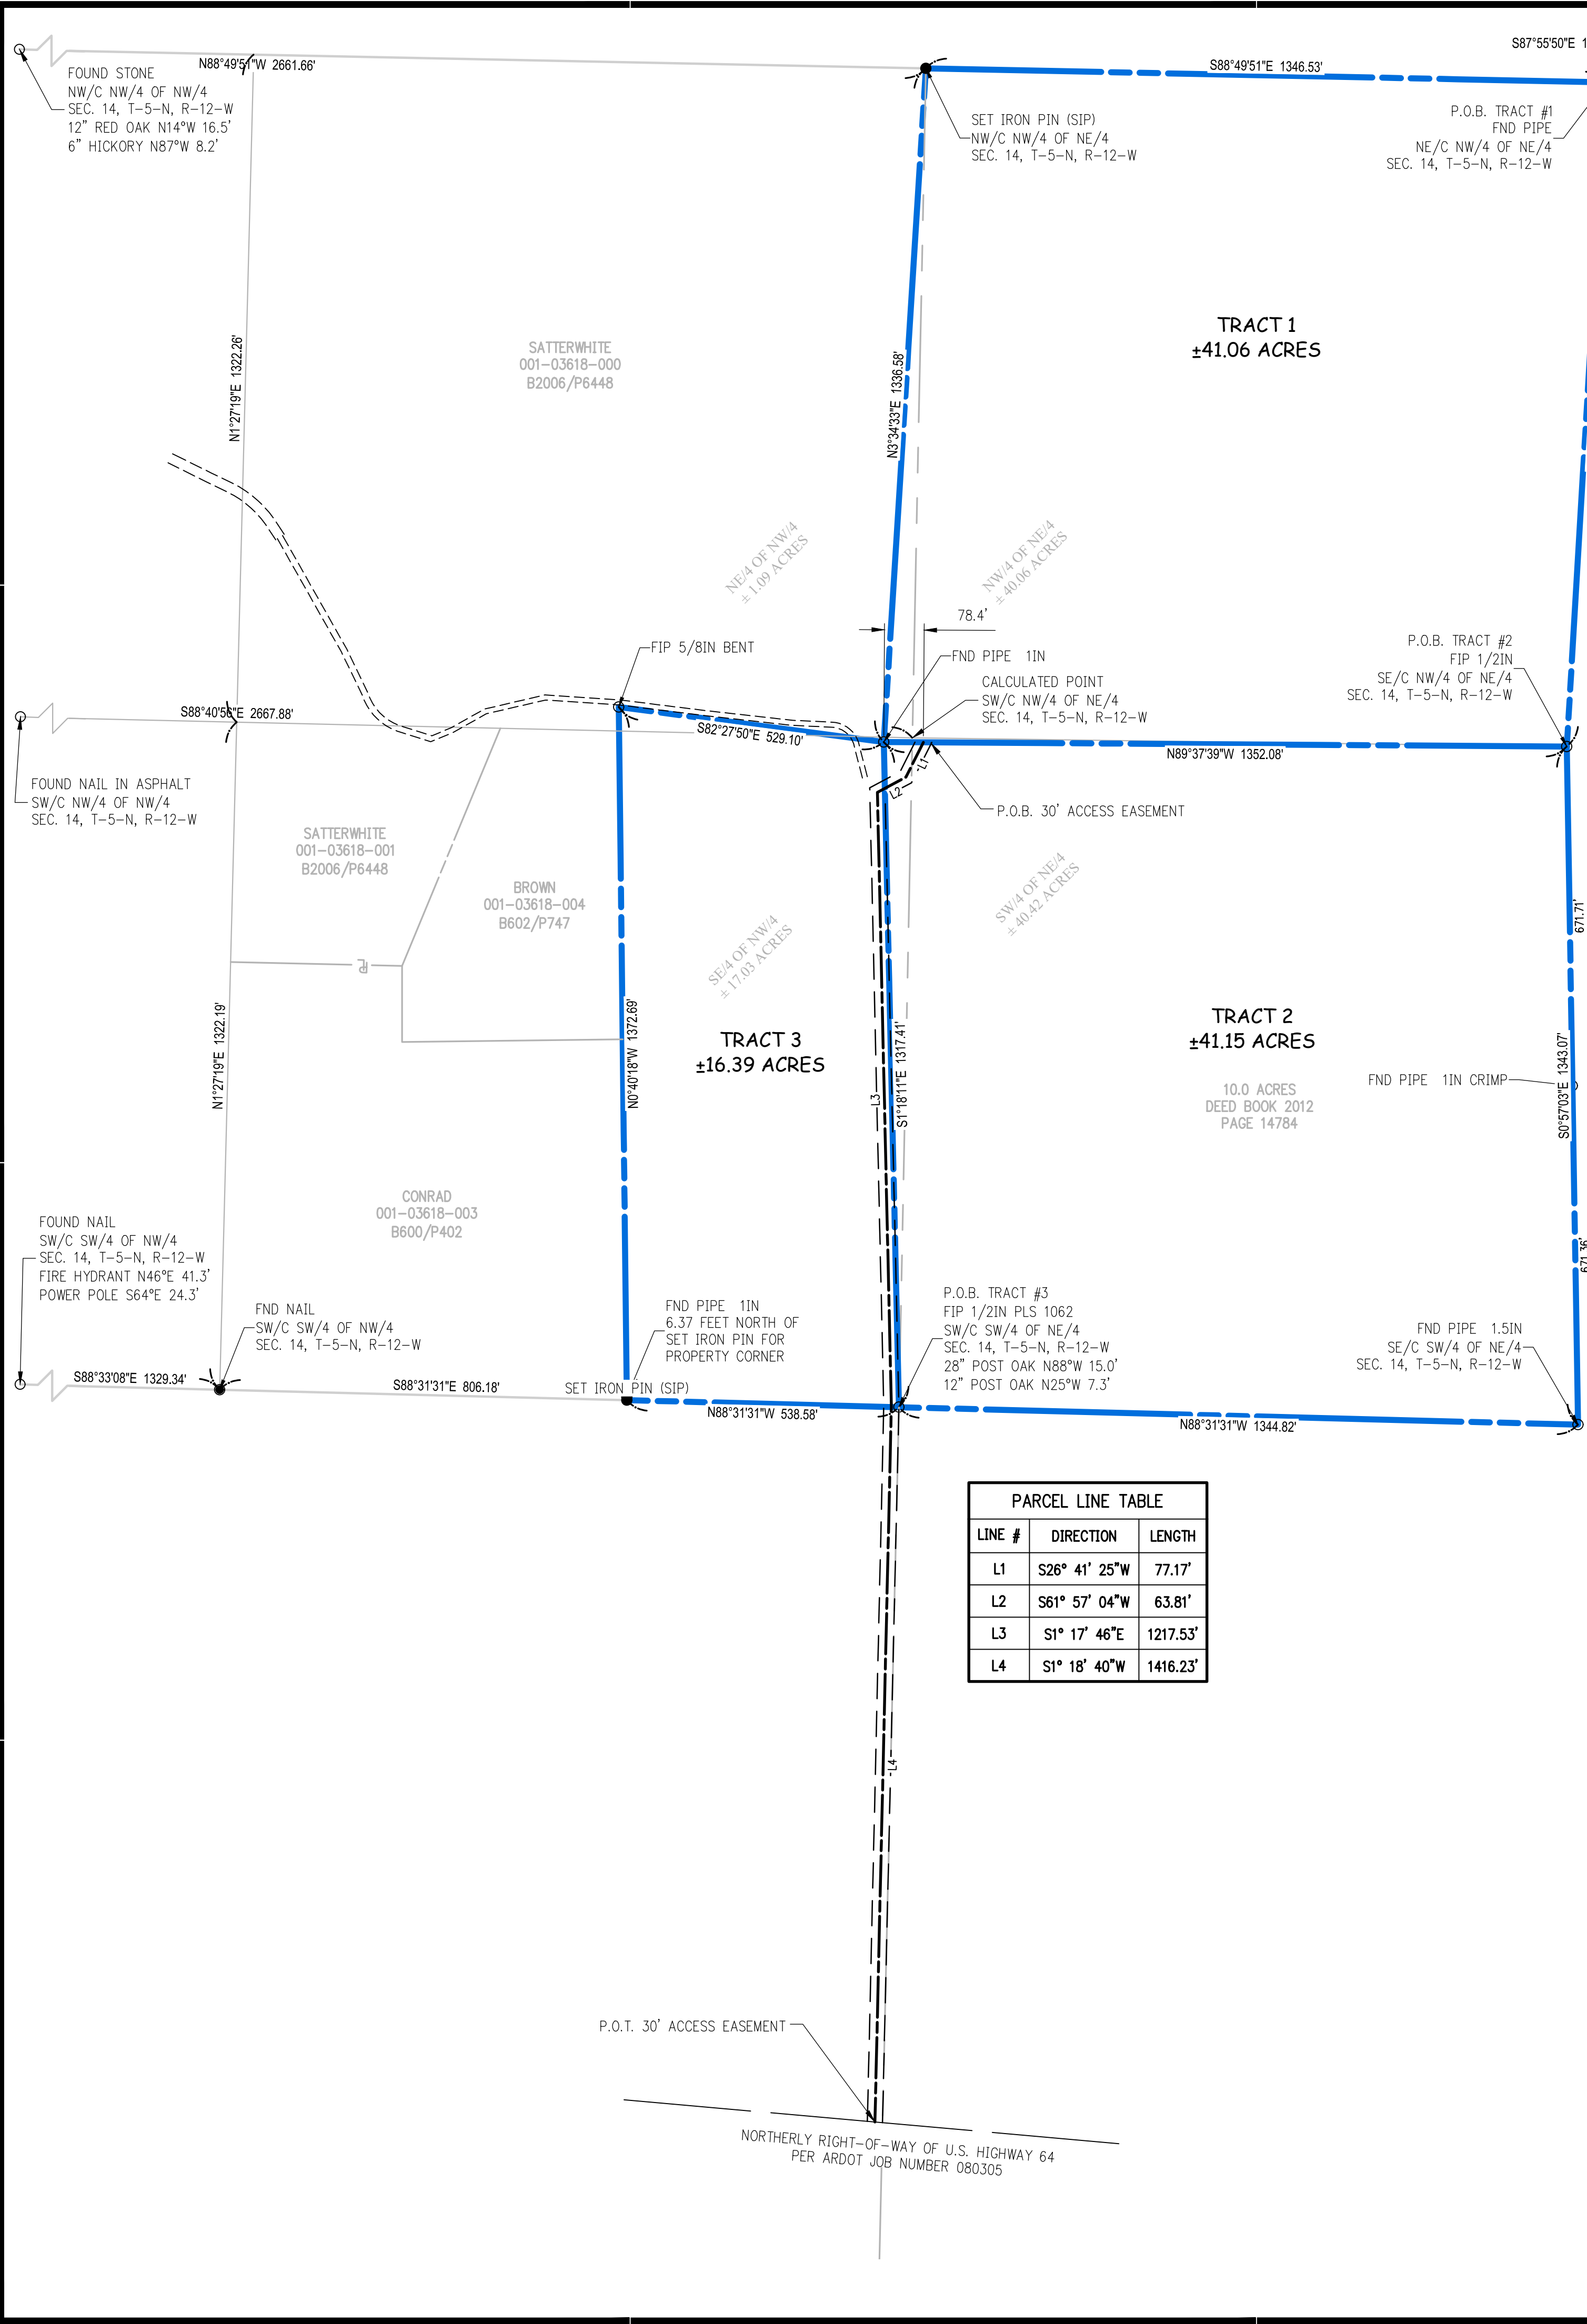 S87°55'50"E 1
N88°49'51"W 2661.66'
S88°49'51"E 1346.53'
FOUND STONE
NW/C NW/4 OF NW/4
SEC. 14, T-5-N, R-12-W
12" RED OAK N14°W 16.5'
6" HICKORY N87°W 8.2'
SET IRON PIN (SIP)
NW/C NW/4 OF NE/4
SEC. 14, T-5-N, R-12-W
P.O.B. TRACT #1
FND PIPE
NE/C NW/4 OF NE/4
SEC. 14, T-5-N, R-12-W
TRACT 1
±41.06 ACRES
SATTERWHITE
001-03618-000
B2006/P6448
N1°27'19"E 1322.26'
N3°34'33"E 1336.58'
NE/4 OF NW/4
± 1.09 ACRES
NW/4 OF NE/4
± 40.06 ACRES
78.4'
FIP 5/8IN BENT
FND PIPE 1IN
CALCULATED POINT
SW/C NW/4 OF NE/4
SEC. 14, T-5-N, R-12-W
P.O.B. TRACT #2
FIP 1/2IN
SE/C NW/4 OF NE/4
SEC. 14, T-5-N, R-12-W
S88°40'56"E 2667.88'
S82°27'50"E 529.10'
N89°37'39"W 1352.08'
L1
L2
P.O.B. 30' ACCESS EASEMENT
FOUND NAIL IN ASPHALT
SW/C NW/4 OF NW/4
SEC. 14, T-5-N, R-12-W
SATTERWHITE
001-03618-001
B2006/P6448
BROWN
001-03618-004
B602/P747
SE/4 OF NW/4
± 17.03 ACRES
SW/4 OF NE/4
± 40.42 ACRES
671.71'
PL
N1°27'19"E 1322.19'
N0°40'18"W 1372.69'
TRACT 3
±16.39 ACRES
L3
S1°18'11"E 1317.41'
TRACT 2
±41.15 ACRES
10.0 ACRES
DEED BOOK 2012
PAGE 14784
FND PIPE 1IN CRIMP
S0°57'03"E 1343.07'
CONRAD
001-03618-003
B600/P402
671.36'
FOUND NAIL
SW/C SW/4 OF NW/4
SEC. 14, T-5-N, R-12-W
FIRE HYDRANT N46°E 41.3'
POWER POLE S64°E 24.3'
FND NAIL
SW/C SW/4 OF NW/4
SEC. 14, T-5-N, R-12-W
FND PIPE 1IN
6.37 FEET NORTH OF
SET IRON PIN FOR
PROPERTY CORNER
P.O.B. TRACT #3
FIP 1/2IN PLS 1062
SW/C SW/4 OF NE/4
SEC. 14, T-5-N, R-12-W
28" POST OAK N88°W 15.0'
12" POST OAK N25°W 7.3'
FND PIPE 1.5IN
SE/C SW/4 OF NE/4
SEC. 14, T-5-N, R-12-W
S88°33'08"E 1329.34'
S88°31'31"E 806.18'
SET IRON PIN (SIP)
N88°31'31"W 538.58'
N88°31'31"W 1344.82'
PARCEL LINE TABLE
LINE # DIRECTION LENGTH
L1 S26° 41' 25"W 77.17'
L2 S61° 57' 04"W 63.81'
L3 S1° 17' 46"E 1217.53'
L4 S1° 18' 40"W 1416.23'
L4
P.O.T. 30' ACCESS EASEMENT
NORTHERLY RIGHT-OF-WAY OF U.S. HIGHWAY 64
PER ARDOT JOB NUMBER 080305